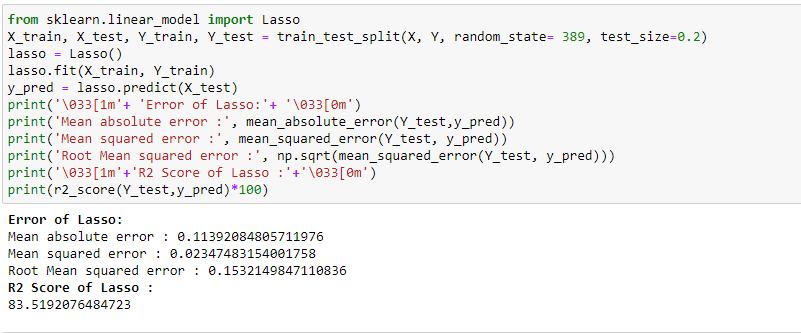 from sklearn.linear_model import Lasso
X_train, X_test, Y_train, Y_test = train_test_split(X, Y, random_state= 389, test_size=0.2)
lasso = Lasso()
lasso.fit(X_train, Y_train)
y_pred = lasso.predict(X_test)
print('\033[1m'+ 'Error of Lasso:'+ '\033[0m')
print('Mean absolute error :', mean_absolute_error(Y_test,y_pred))
print('Mean squared error :', mean_squared_error(Y_test, y_pred))
print('Root Mean squared error :', np.sqrt(mean_squared_error(Y_test, y_pred)))
print('\033[1m'+'R2 Score of Lasso :'+'\033[0m')
print(r2_score(Y_test,y_pred)*100)
Error of Lasso:
Mean absolute error : 0.11392084805711976
Mean squared error : 0.02347483154001758
Root Mean squared error : 0.1532149847110836
R2 Score of Lasso :
83.5192076484723